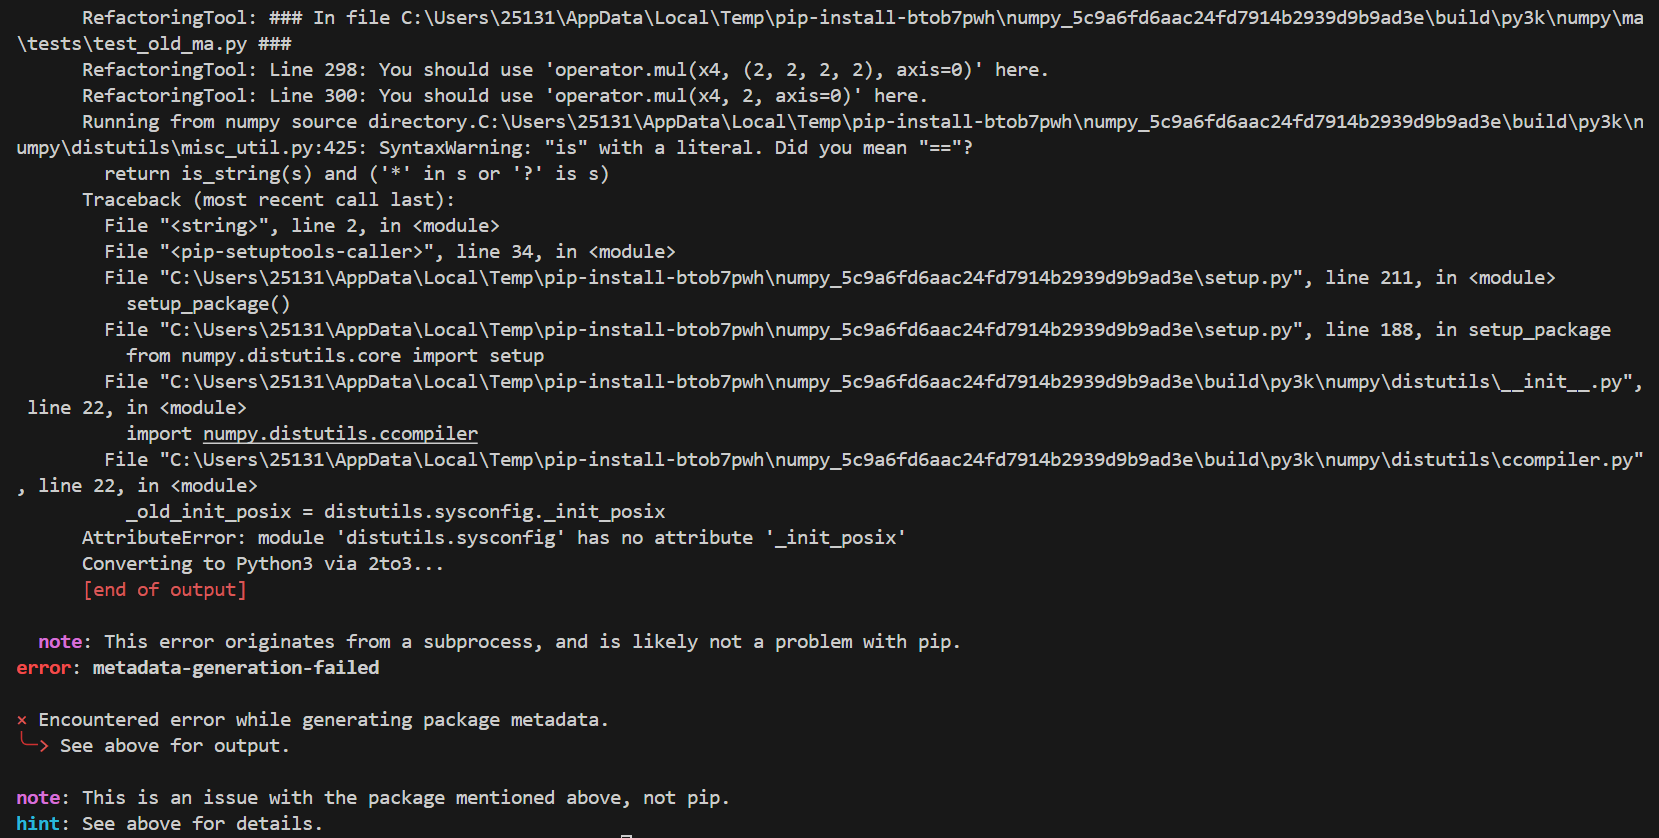 RefactoringTool: ### In file C:\Users\25131\AppData\Local\Temp\pip-install-btob7pwh\numpy_5c9a6fd6aac24fd7914b2939d9b9ad3e\build\py3k\numpy\ma
\tests\test_old_ma.py ###
RefactoringTool: Line 298: You should use 'operator.mul(x4, (2, 2, 2, 2), axis=0)' here.
RefactoringTool: Line 300: You should use 'operator.mul(x4, 2, axis=0)' here.
Running from numpy source directory.C:\Users\25131\AppData\Local\Temp\pip-install-btob7pwh\numpy_5c9a6fd6aac24fd7914b2939d9b9ad3e\build\py3k\n
umpy\distutils\misc_util.py:425: SyntaxWarning: "is" with a literal. Did you mean "=="?
return is_string(s) and ('*' in s or '?' is s)
Traceback (most recent call last):
File "<string>", line 2, in <module>
File "<pip-setuptools-caller>", line 34, in <module>
File "C:\Users\25131\AppData\Local\Temp\pip-install-btob7pwh\numpy_5c9a6fd6aac24fd7914b2939d9b9ad3e\setup.py", line 211, in <module>
setup_package()
File "C:\Users\25131\AppData\Local\Temp\pip-install-btob7pwh\numpy_5c9a6fd6aac24fd7914b2939d9b9ad3e\setup.py", line 188, in setup_package
from numpy.distutils.core import setup
File "C:\Users\25131\AppData\Local\Temp\pip-install-btob7pwh\numpy_5c9a6fd6aac24fd7914b2939d9b9ad3e\build\py3k\numpy\distutils\__init__.py",
line 22, in <module>
import numpy.distutils.ccompiler
File "C:\Users\25131\AppData\Local\Temp\pip-install-btob7pwh\numpy_5c9a6fd6aac24fd7914b2939d9b9ad3e\build\py3k\numpy\distutils\ccompiler.py"
, line 22, in <module>
_old_init_posix = distutils.sysconfig._init_posix
AttributeError: module 'distutils.sysconfig' has no attribute '_init_posix'
Converting to Python3 via 2to3...
[end of output]
note: This error originates from a subprocess, and is likely not a problem with pip.
error: metadata-generation-failed
× Encountered error while generating package metadata.
╰─> See above for output.
note: This is an issue with the package mentioned above, not pip.
hint: See above for details.